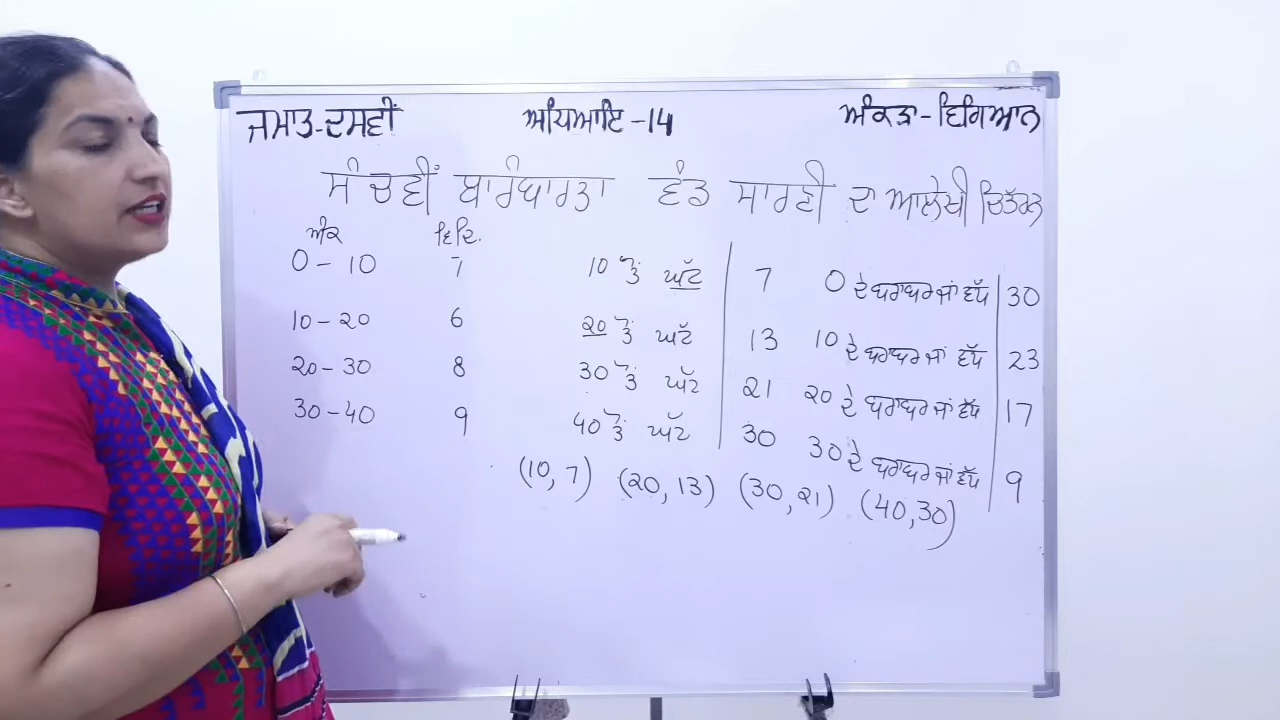 ਜਮਾਤ-ਦਸਵੀਂ ਅਧਿਆਇ-14 ਅੰਕੜਾ-ਵਿਗਿਆਨ
ਸੰਚਵੀਂ ਬਾਰੰਬਾਰਤਾ ਵੰਡ ਸਾਰਣੀ ਦਾ ਆਲੇਖੀ ਚਿੱਤਰਨ
ਅੰਕ ਵਿਦਿ.
0-10 7 10 ਤੋਂ ਘੱਟ 7 0 ਦੇ ਬਰਾਬਰ ਜਾਂ ਵੱਧ 30
10-20 6 20 ਤੋਂ ਘੱਟ 13 10 ਦੇ ਬਰਾਬਰ ਜਾਂ ਵੱਧ 23
20-30 8 30 ਤੋਂ ਘੱਟ 21 20 ਦੇ ਬਰਾਬਰ ਜਾਂ ਵੱਧ 17
30-40 9 40 ਤੋਂ ਘੱਟ 30 30 ਦੇ ਬਰਾਬਰ ਜਾਂ ਵੱਧ 9
(10, 7) (20, 13) (30, 21) (40, 30)